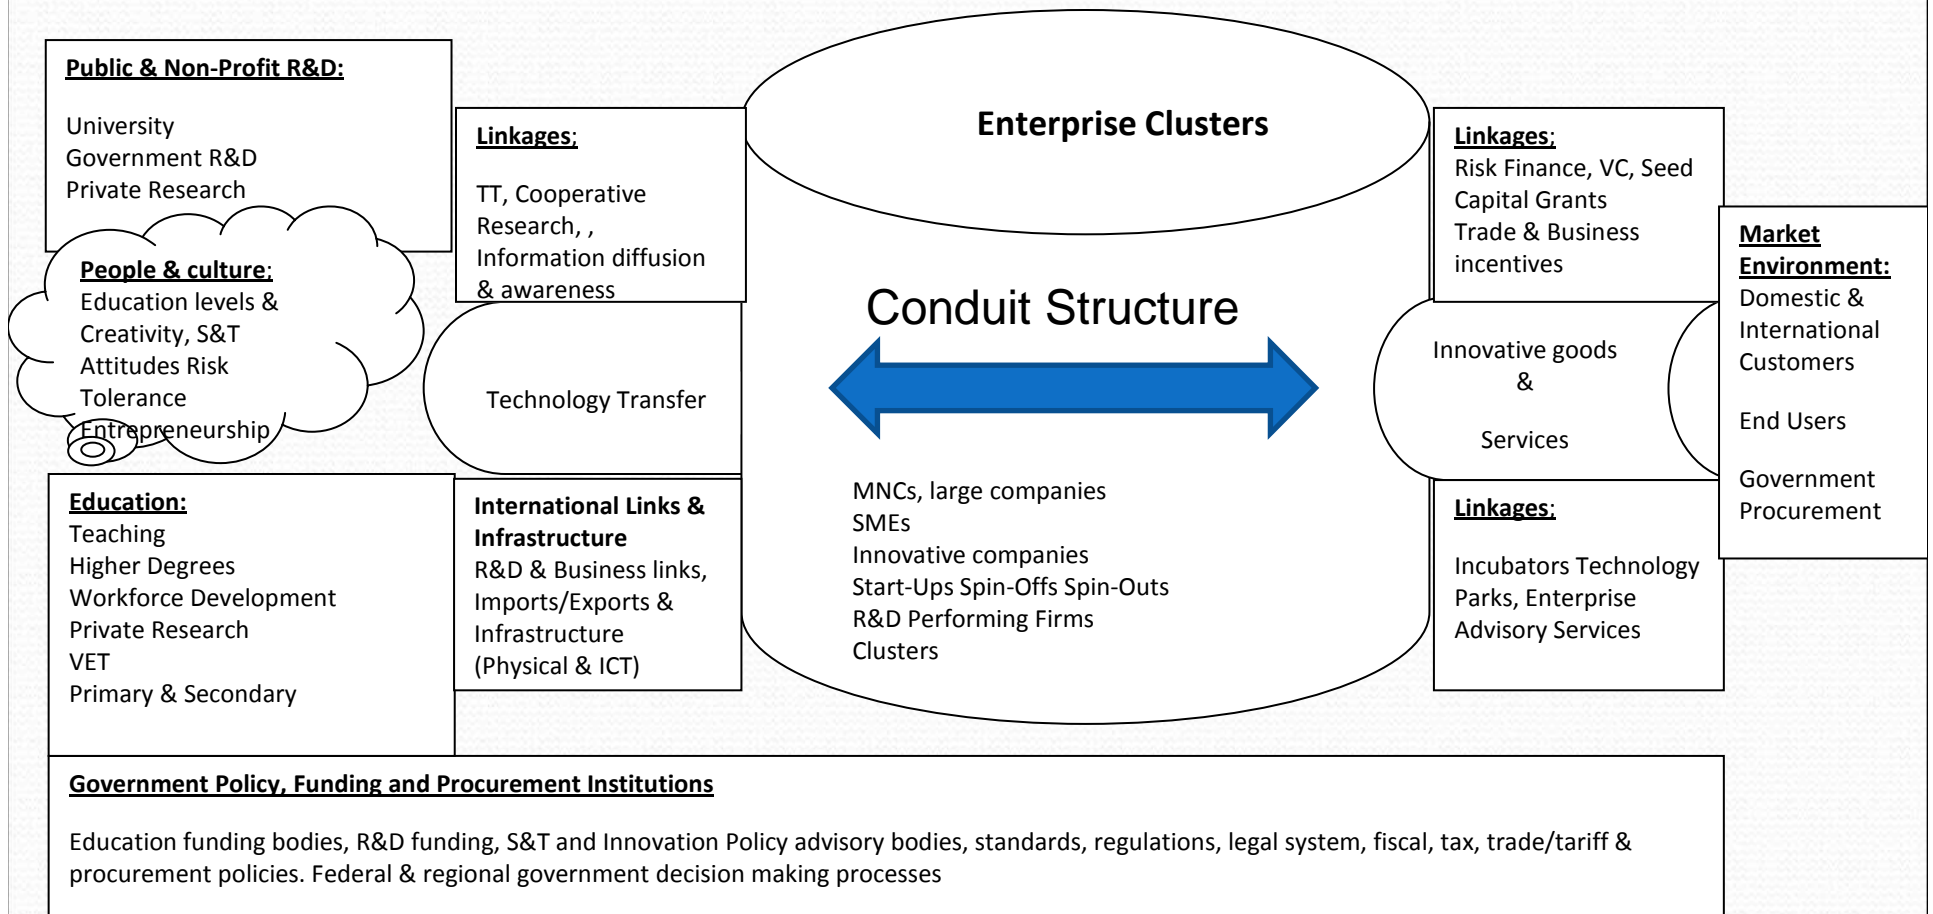 Public & Non-Profit R&D:
University
Government R&D
Private Research
People & culture;
Education levels &
Creativity, S&T
Attitudes Risk
Tolerance
Entrepreneurship
Education:
Teaching
Higher Degrees
Workforce Development
Private Research
VET
Primary & Secondary
Linkages;
TT, Cooperative
Research, ,
Information diffusion
& awareness
Technology Transfer
International Links &
Infrastructure
R&D & Business links,
Imports/Exports &
Infrastructure
(Physical & ICT)
Enterprise Clusters
Conduit Structure
MNCs, large companies
SMEs
Innovative companies
Start-Ups Spin-Offs Spin-Outs
R&D Performing Firms
Clusters
Linkages;
Risk Finance, VC, Seed
Capital Grants
Trade & Business
incentives
Innovative goods
&
Services
Linkages;
Incubators Technology
Parks, Enterprise
Advisory Services
Market
Environment:
Domestic &
International
Customers
End Users
Government
Procurement
Government Policy, Funding and Procurement Institutions
Education funding bodies, R&D funding, S&T and Innovation Policy advisory bodies, standards, regulations, legal system, fiscal, tax, trade/tariff &
procurement policies. Federal & regional government decision making processes